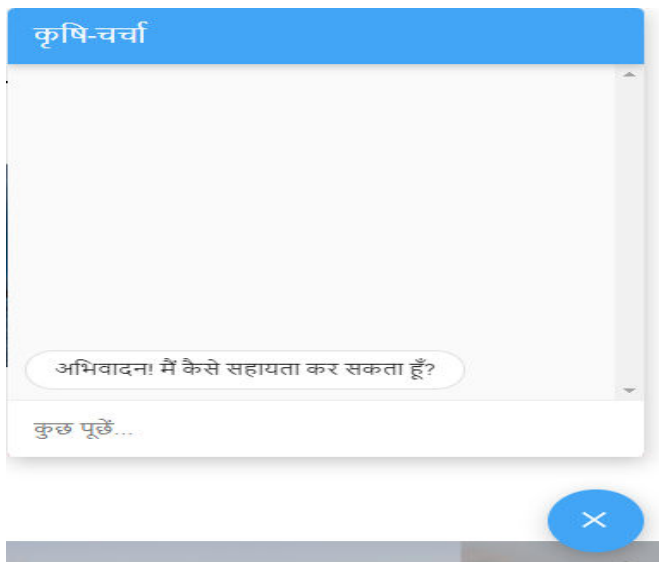 कृषि-चर्चा
अभिवादन! मैं कैसे सहायता कर सकता हूँ?
कुछ पूछें...